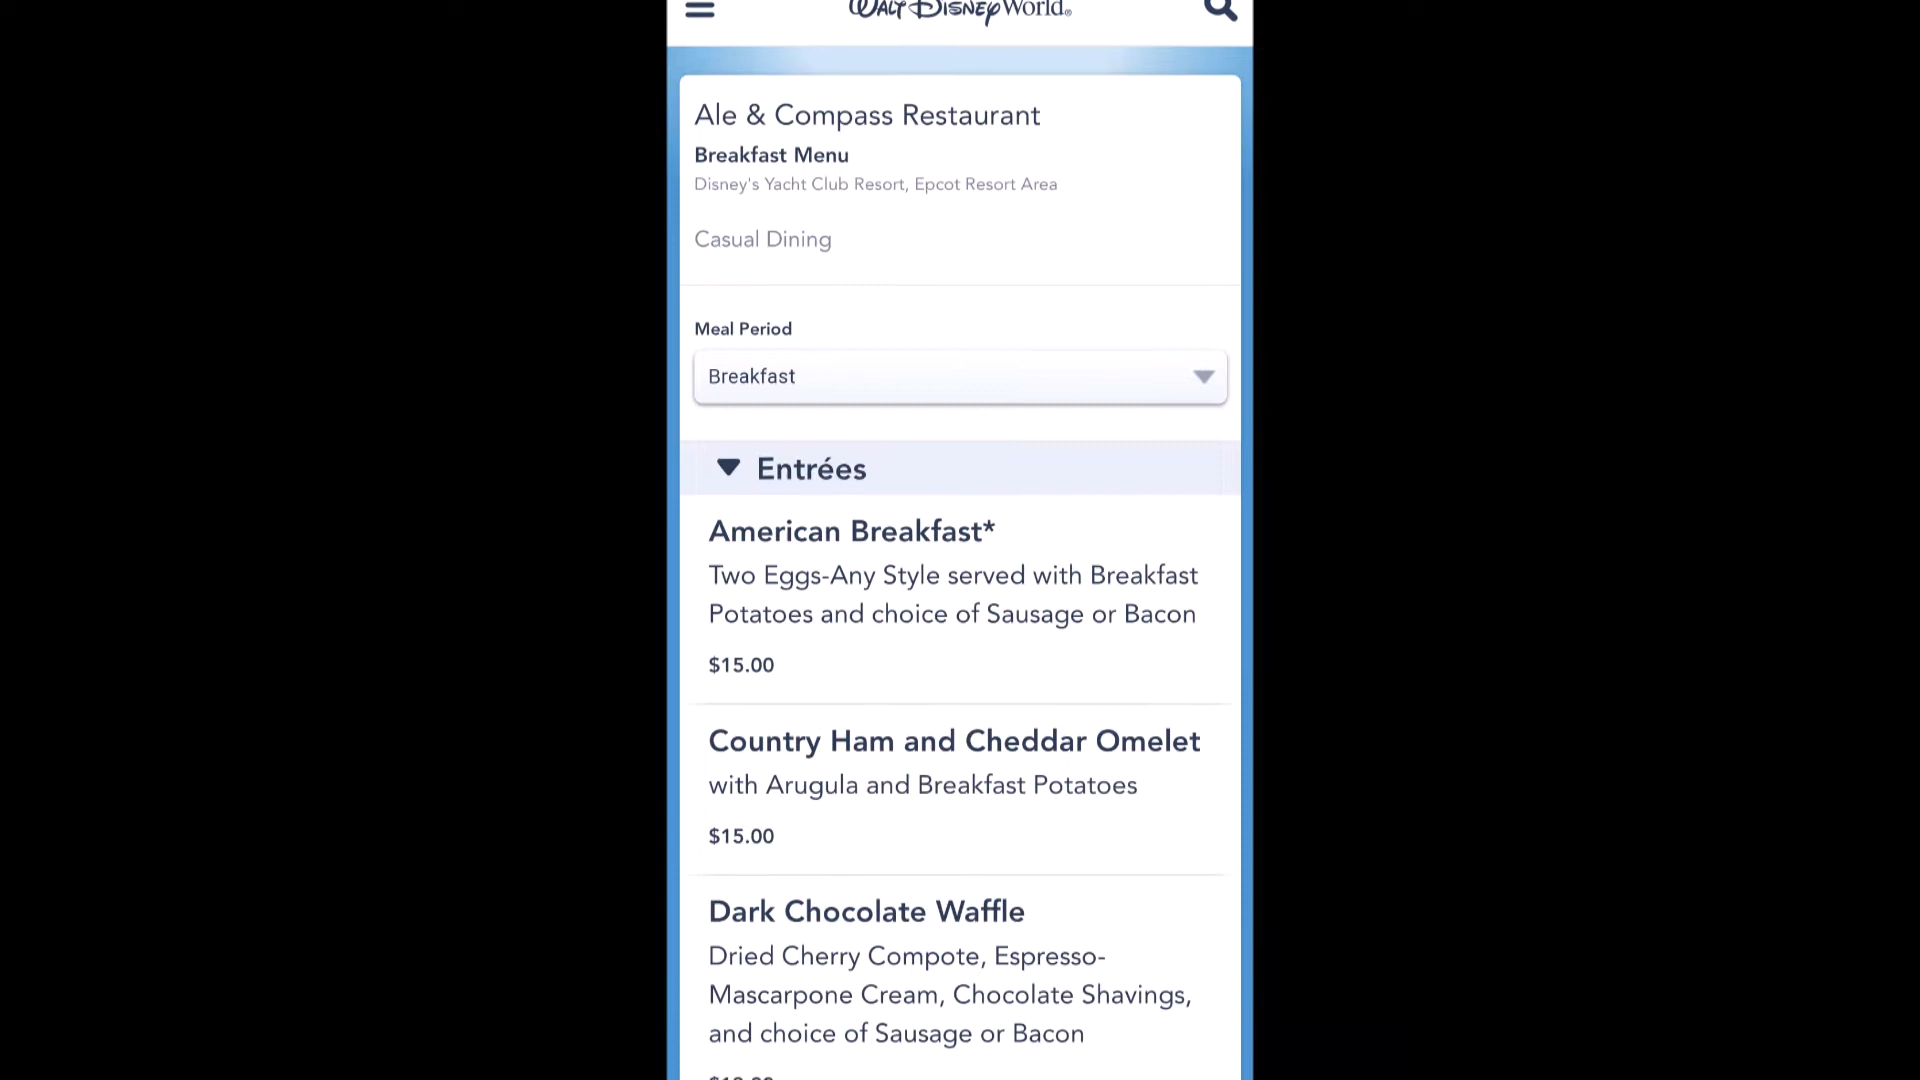 Walt Disney World®
Ale & Compass Restaurant
Breakfast Menu
Disney's Yacht Club Resort, Epcot Resort Area
Casual Dining
Meal Period
Breakfast
Entrées
American Breakfast*
Two Eggs-Any Style served with Breakfast
Potatoes and choice of Sausage or Bacon
$15.00
Country Ham and Cheddar Omelet
with Arugula and Breakfast Potatoes
$15.00
Dark Chocolate Waffle
Dried Cherry Compote, Espresso-
Mascarpone Cream, Chocolate Shavings,
and choice of Sausage or Bacon